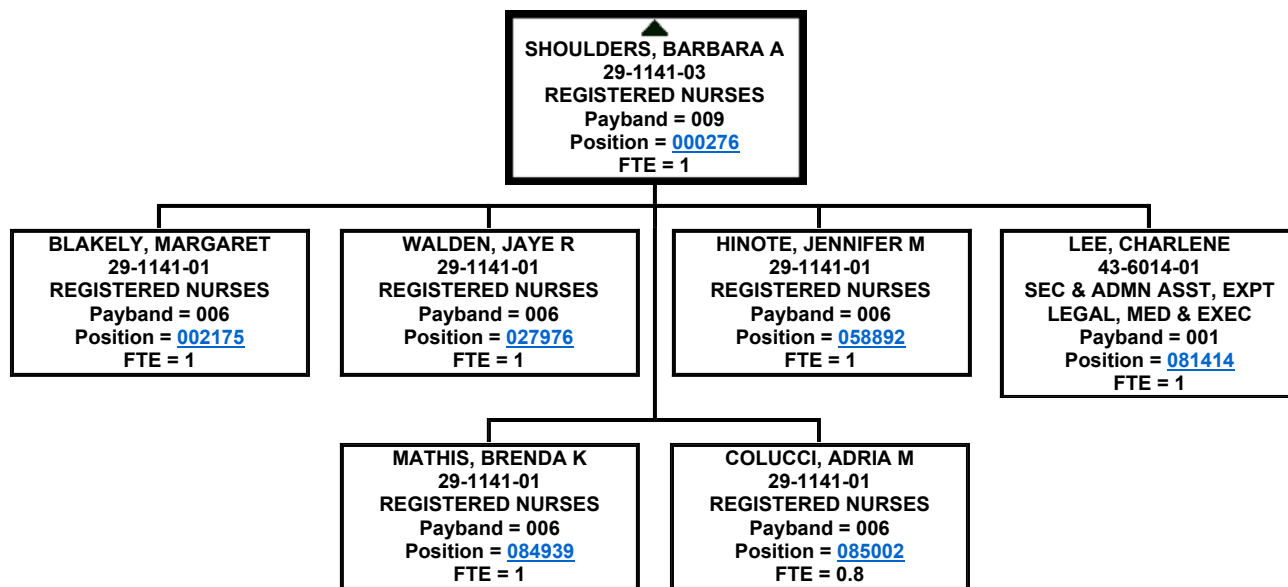 SHOULDERS, BARBARA A
29-1141-03
REGISTERED NURSES
Payband = 009
Position = 000276
FTE = 1
BLAKELY, MARGARET
29-1141-01
REGISTERED NURSES
Payband = 006
Position = 002175
FTE = 1
WALDEN, JAYE R
29-1141-01
REGISTERED NURSES
Payband = 006
Position = 027976
FTE = 1
HINOTE, JENNIFER M
29-1141-01
REGISTERED NURSES
Payband = 006
Position = 058892
FTE = 1
LEE, CHARLENE
43-6014-01
SEC & ADMN ASST, EXPT
LEGAL, MED & EXEC
Payband = 001
Position = 081414
FTE = 1
MATHIS, BRENDA K
29-1141-01
REGISTERED NURSES
Payband = 006
Position = 084939
FTE = 1
COLUCCI, ADRIA M
29-1141-01
REGISTERED NURSES
Payband = 006
Position = 085002
FTE = 0.8